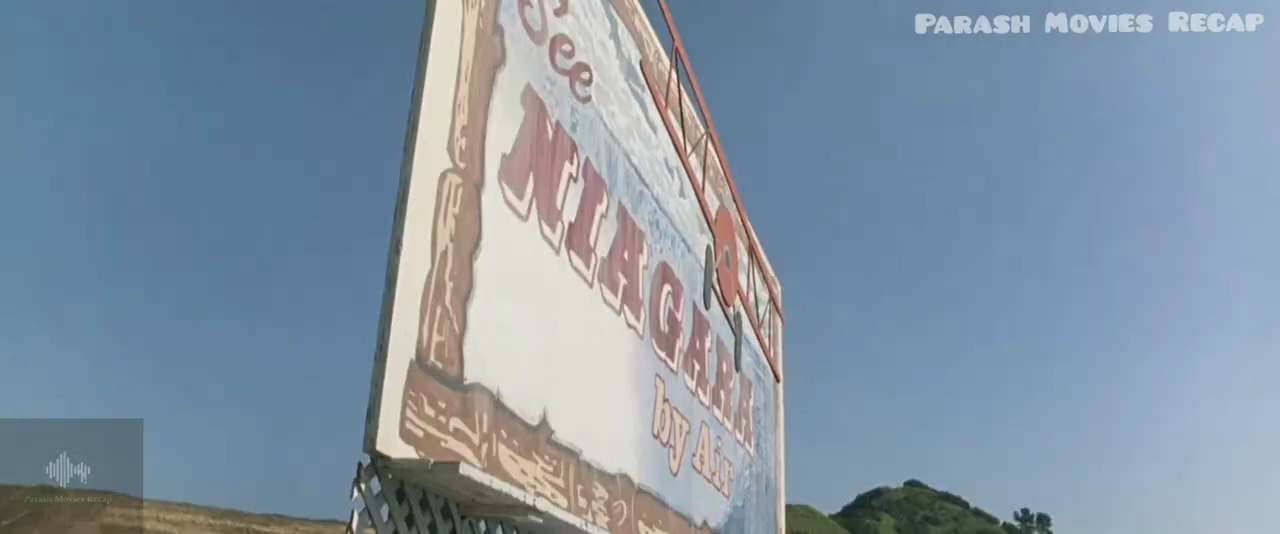 PARASH MOVIES RECAP
See
NIAGARA
by Air
Parash Movies Recap